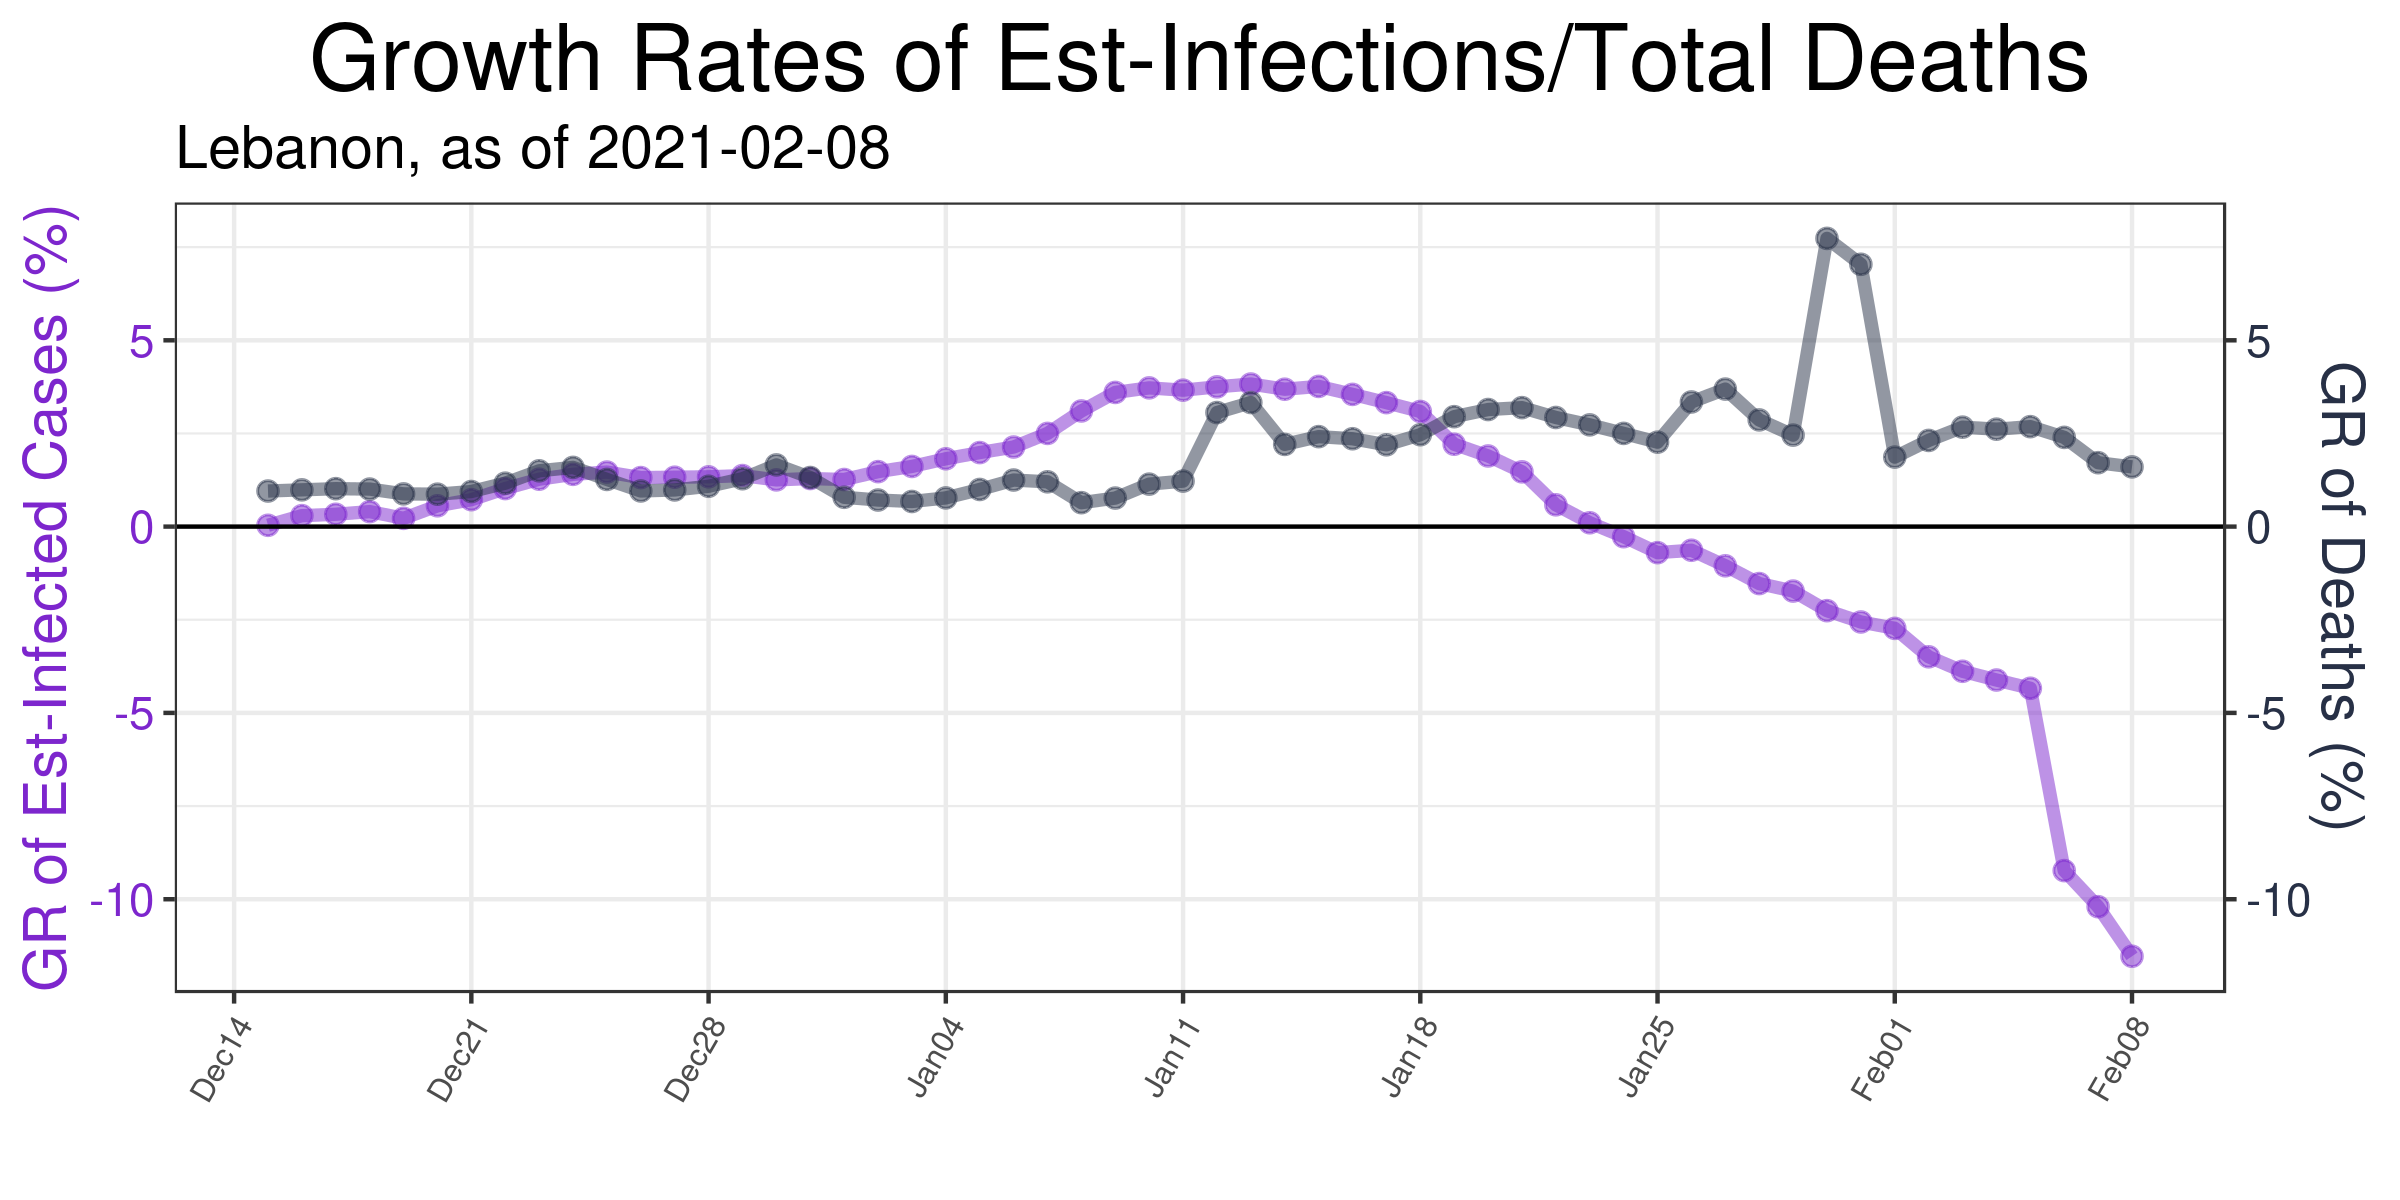 Growth Rates of Est-Infections/Total Deaths
Lebanon, as of 2021-02-08
GR of Est-Infected Cases (%)
5
0
-5
-10
5
0
-5
-10
GR of Deaths (%)
Dec14
Dec21
Dec28
Jan04
Jan11
Jan18
Jan25
Feb01
Feb08